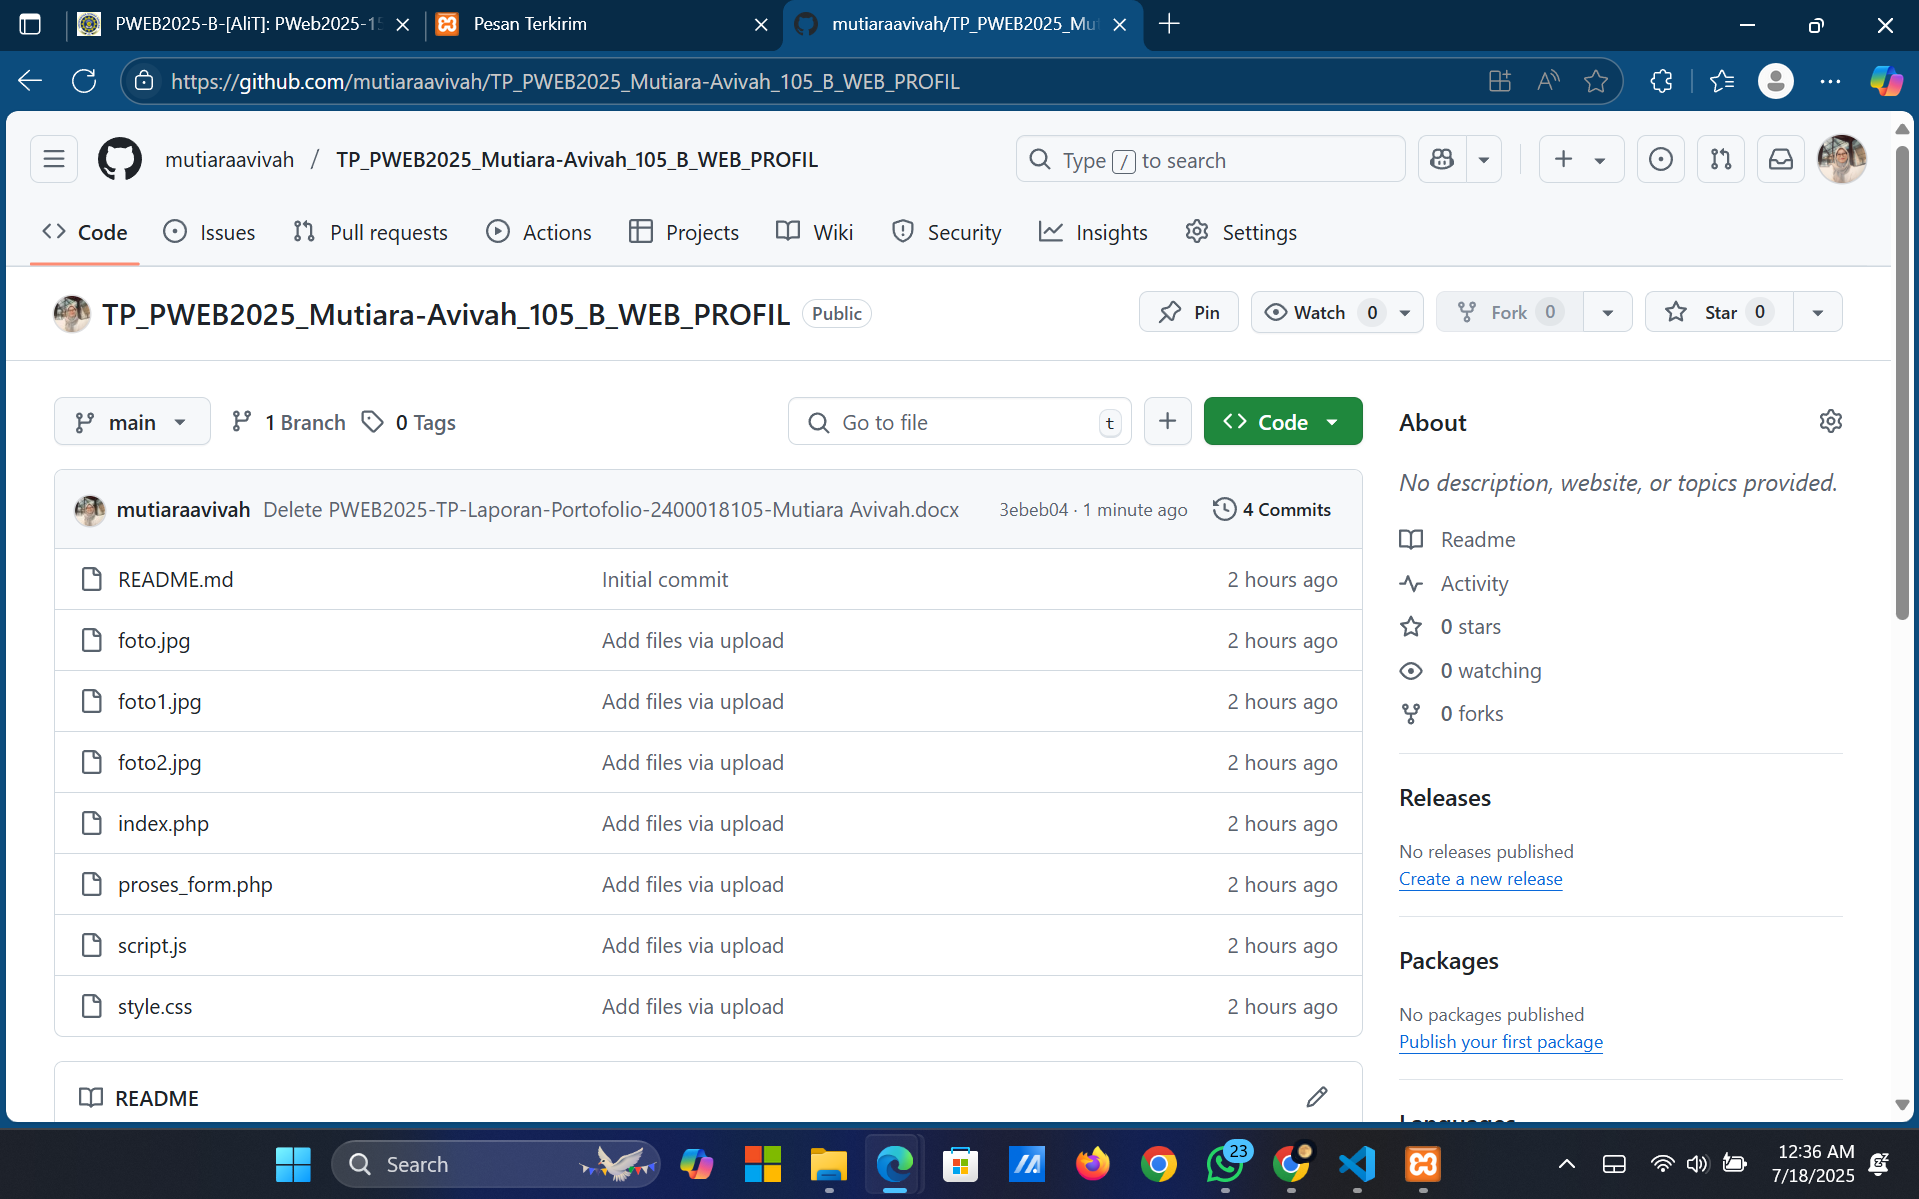 PWEB2025-B-[AliT]: PWeb2025-15
Pesan Terkirim
mutiaraavivah/TP_PWEB2025_Mut
https://github.com/mutiaraavivah/TP_PWEB2025_Mutiara-Avivah_105_B_WEB_PROFIL
mutiaraavivah / TP_PWEB2025_Mutiara-Avivah_105_B_WEB_PROFIL
Type / to search
Code
Issues
Pull requests
Actions
Projects
Wiki
Security
Insights
Settings
TP_PWEB2025_Mutiara-Avivah_105_B_WEB_PROFIL Public
Pin
Watch 0
Fork 0
Star 0
main
1 Branch
0 Tags
Go to file t
Code
mutiaraavivah Delete PWEB2025-TP-Laporan-Portofolio-2400018105-Mutiara Avivah.docx 3ebeb04 · 1 minute ago 4 Commits
README.md Initial commit 2 hours ago
foto.jpg Add files via upload 2 hours ago
foto1.jpg Add files via upload 2 hours ago
foto2.jpg Add files via upload 2 hours ago
index.php Add files via upload 2 hours ago
proses_form.php Add files via upload 2 hours ago
script.js Add files via upload 2 hours ago
style.css Add files via upload 2 hours ago
README
About
No description, website, or topics provided.
Readme
Activity
0 stars
0 watching
0 forks
Releases
No releases published
Create a new release
Packages
No packages published
Publish your first package
Languages
Search
23
12:36 AM
7/18/2025